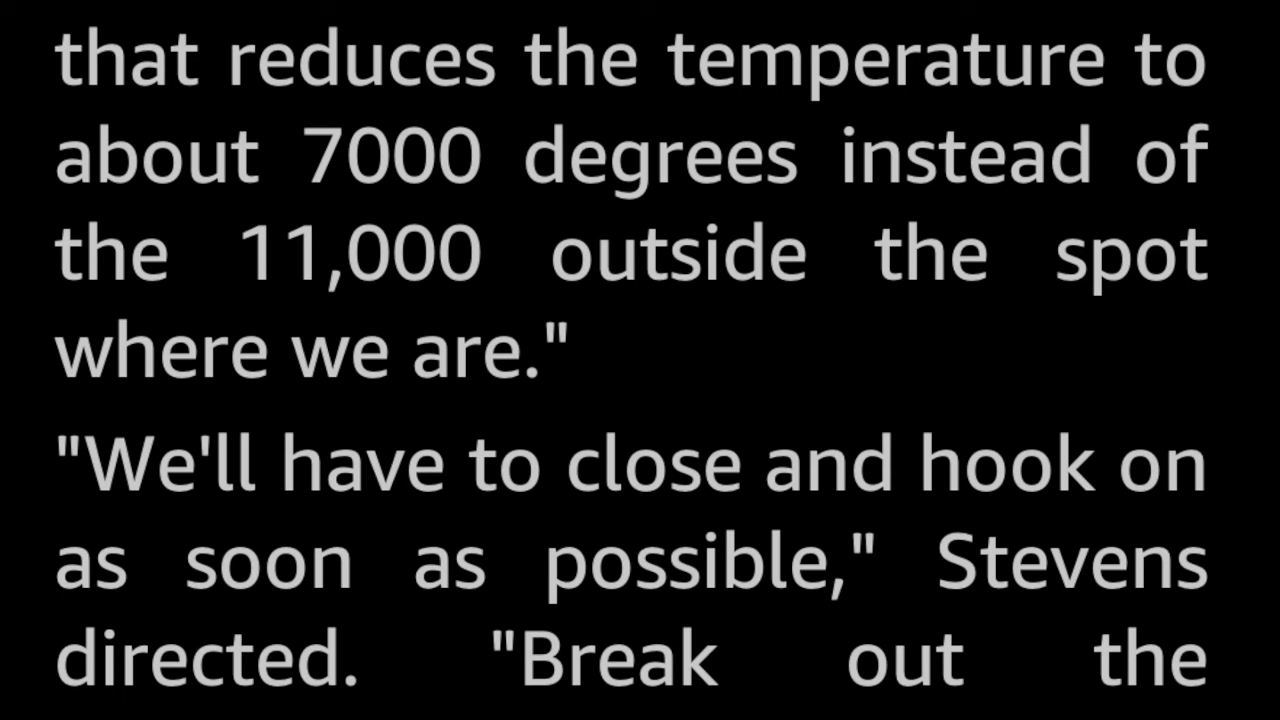 that reduces the temperature to
about 7000 degrees instead of
the 11,000 outside the spot
where we are."
"We'll have to close and hook on
as soon as possible," Stevens
directed. "Break out the